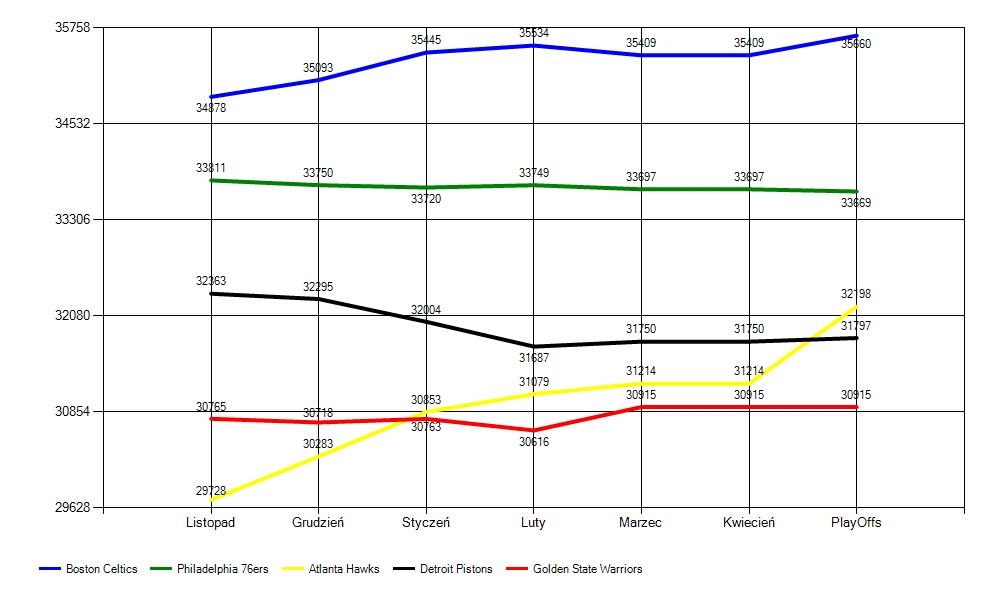 35758
34532
33306
32080
30854
29628
34878 35093 35445 35534 35409 35409 35660
33811 33750 33720 33749 33697 33697 33669
32363 32295 32004 31687 31750 31750 31797
29728 30283 30853 31079 31214 31214 32198
30765 30718 30763 30616 30915 30915 30915
Listopad Grudzień Styczeń Luty Marzec Kwiecień PlayOffs
Boston Celtics Philadelphia 76ers Atlanta Hawks Detroit Pistons Golden State Warriors